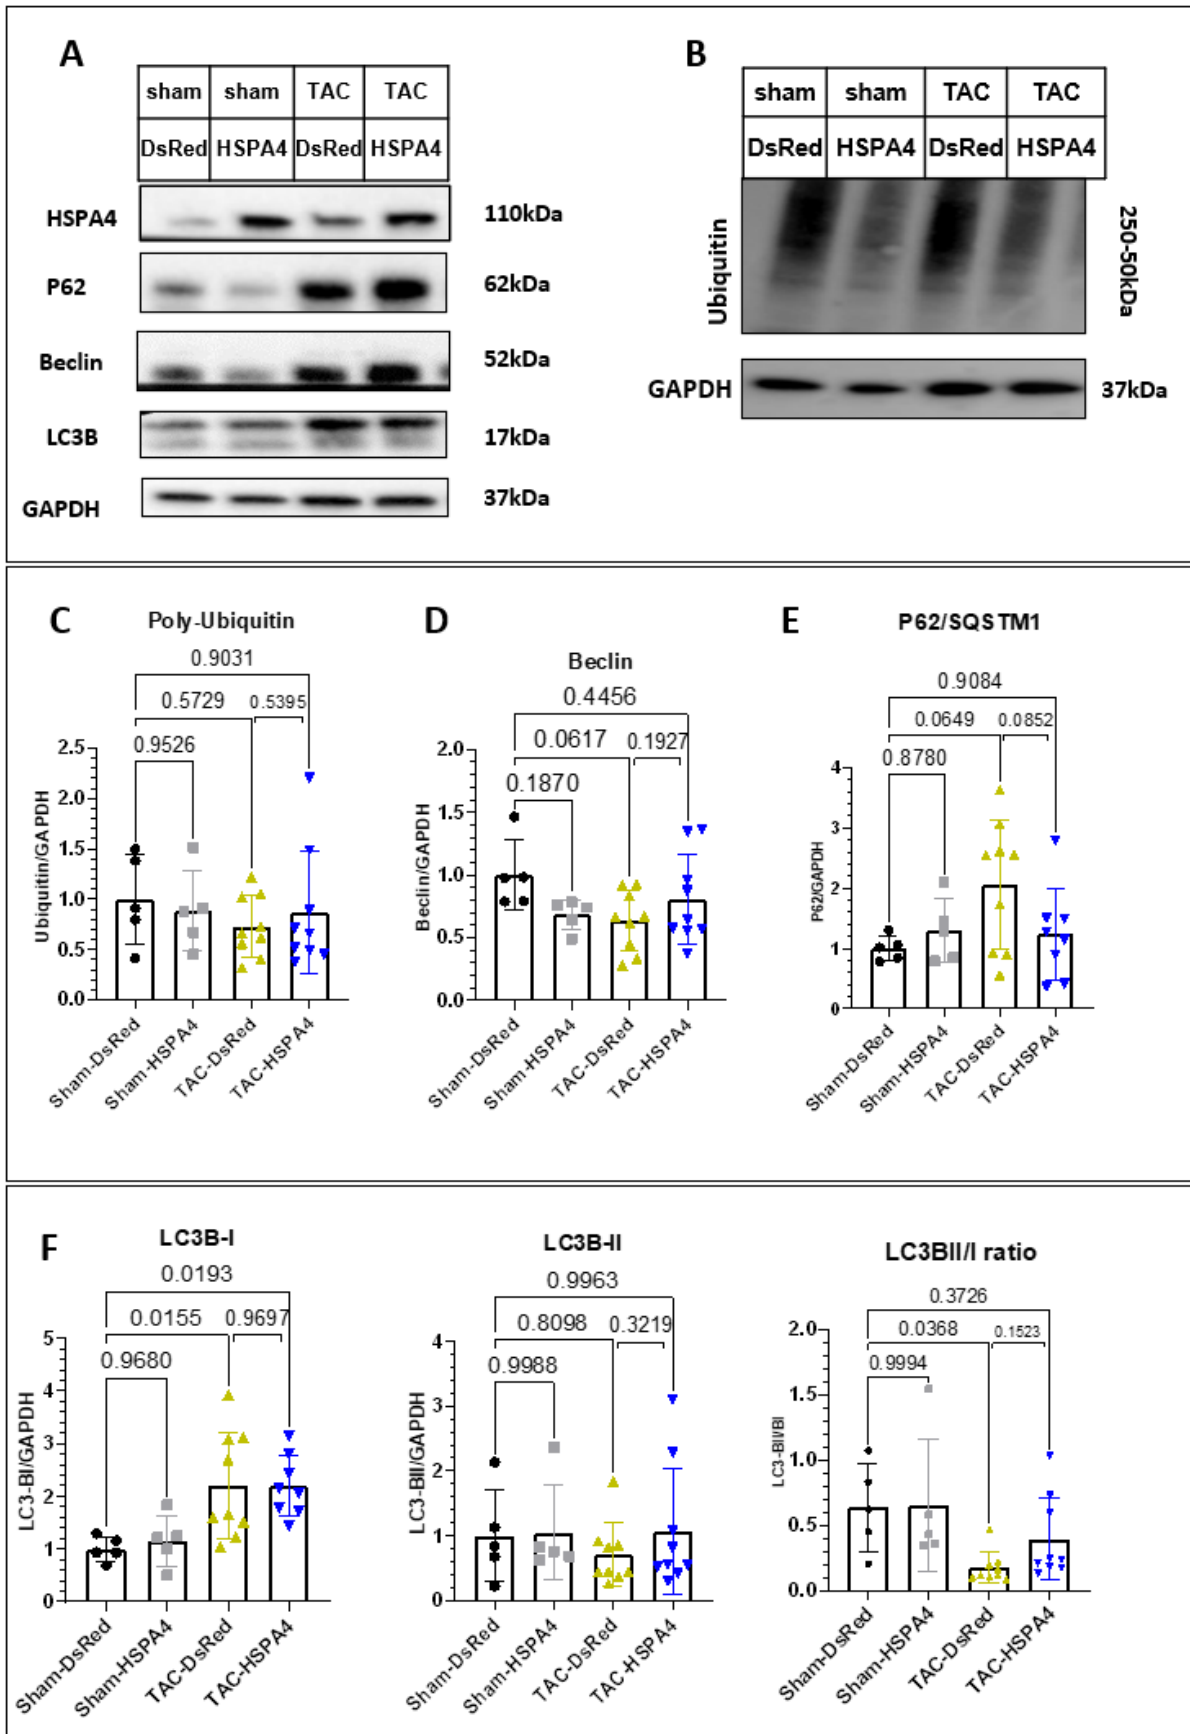 A
sham sham TAC TAC
DsRed HSPA4 DsRed HSPA4
HSPA4 110kDa
P62 62kDa
Beclin 52kDa
LC3B 17kDa
GAPDH 37kDa
B
sham sham TAC TAC
DsRed HSPA4 DsRed HSPA4
Ubiquitin 250-50kDa
GAPDH 37kDa
C
Poly-Ubiquitin
0.9031
0.5729 0.5395
0.9526
Ubiquitin/GAPDH
2.5
2.0
1.5
1.0
0.5
0.0
Sham-DsRed Sham-HSPA4 TAC-DsRed TAC-HSPA4
D
Beclin
0.4456
0.0617 0.1927
0.1870
Beclin/GAPDH
2.0
1.5
1.0
0.5
0.0
Sham-DsRed Sham-HSPA4 TAC-DsRed TAC-HSPA4
E
P62/SQSTM1
0.9084
0.0649 0.0852
0.8780
P62/GAPDH
4
3
2
1
0
Sham-DsRed Sham-HSPA4 TAC-DsRed TAC-HSPA4
F
LC3B-I
0.0193
0.0155 0.9697
0.9680
LC3-BI/GAPDH
5
4
3
2
1
0
Sham-DsRed Sham-HSPA4 TAC-DsRed TAC-HSPA4
LC3B-II
0.9963
0.8098 0.3219
0.9988
LC3-BII/GAPDH
4
3
2
1
0
Sham-DsRed Sham-HSPA4 TAC-DsRed TAC-HSPA4
LC3BII/I ratio
0.3726
0.0368 0.1523
0.9994
LC3-BII/BI
2.0
1.5
1.0
0.5
0.0
Sham-DsRed Sham-HSPA4 TAC-DsRed TAC-HSPA4